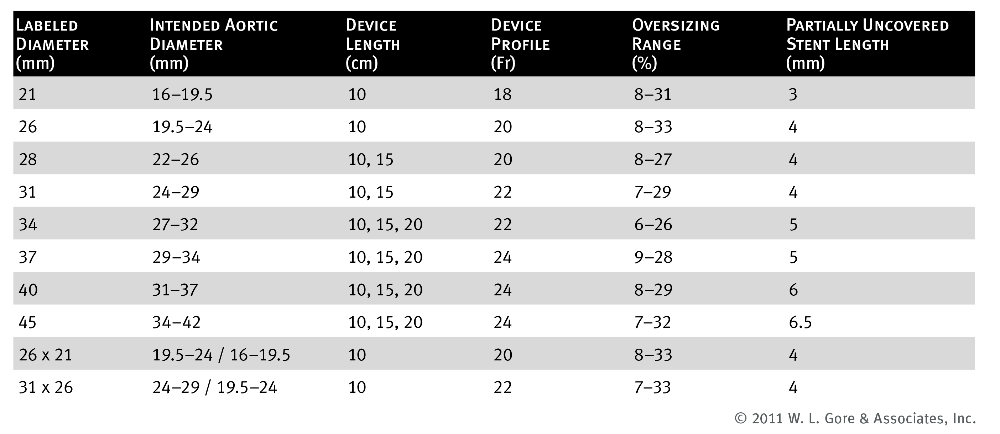 LABELED DIAMETER (mm) INTENDED AORTIC DIAMETER (mm) DEVICE LENGTH (cm) DEVICE PROFILE (Fr) OVERSIZING RANGE (%) PARTIALLY UNCOVERED STENT LENGTH (mm)
21 16–19.5 10 18 8–31 3
26 19.5–24 10 20 8–33 4
28 22–26 10, 15 20 8–27 4
31 24–29 10, 15 22 7–29 4
34 27–32 10, 15, 20 22 6–26 5
37 29–34 10, 15, 20 24 9–28 5
40 31–37 10, 15, 20 24 8–29 6
45 34–42 10, 15, 20 24 7–32 6.5
26 x 21 19.5–24 / 16–19.5 10 20 8–33 4
31 x 26 24–29 / 19.5–24 10 22 7–33 4
© 2011 W. L. Gore & Associates, Inc.